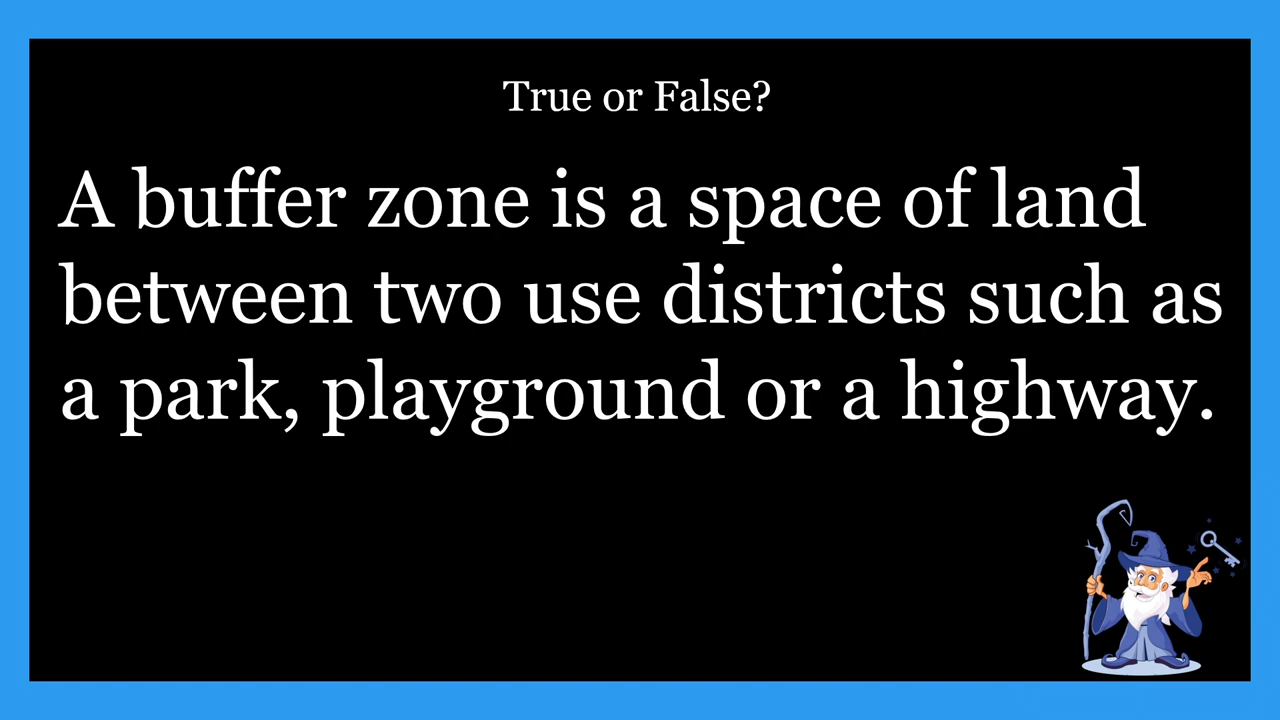 True or False?
A buffer zone is a space of land
between two use districts such as
a park, playground or a highway.